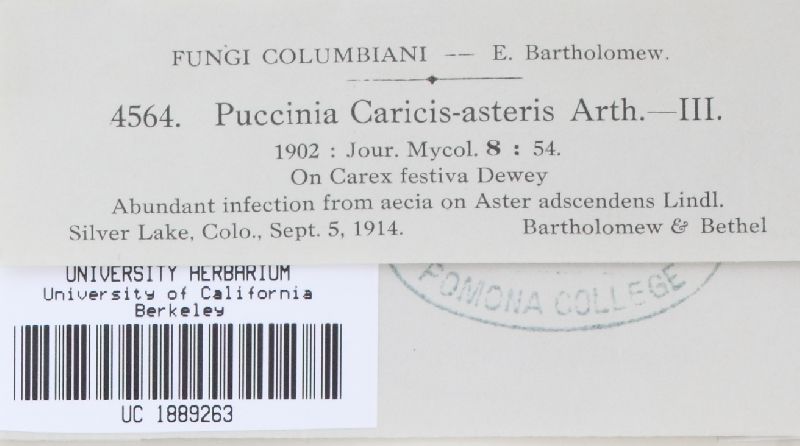 FUNGI COLUMBIANI — E. Bartholomew.
4564. Puccinia Caricis-asteris Arth.—III.
1902 : Jour. Mycol. 8 : 54.
On Carex festiva Dewey
Abundant infection from aecia on Aster adscendens Lindl.
Silver Lake, Colo., Sept. 5, 1914. Bartholomew & Bethel
UNIVERSITY HERBARIUM
University of California
Berkeley
UC 1889263
POMONA COLLEGE